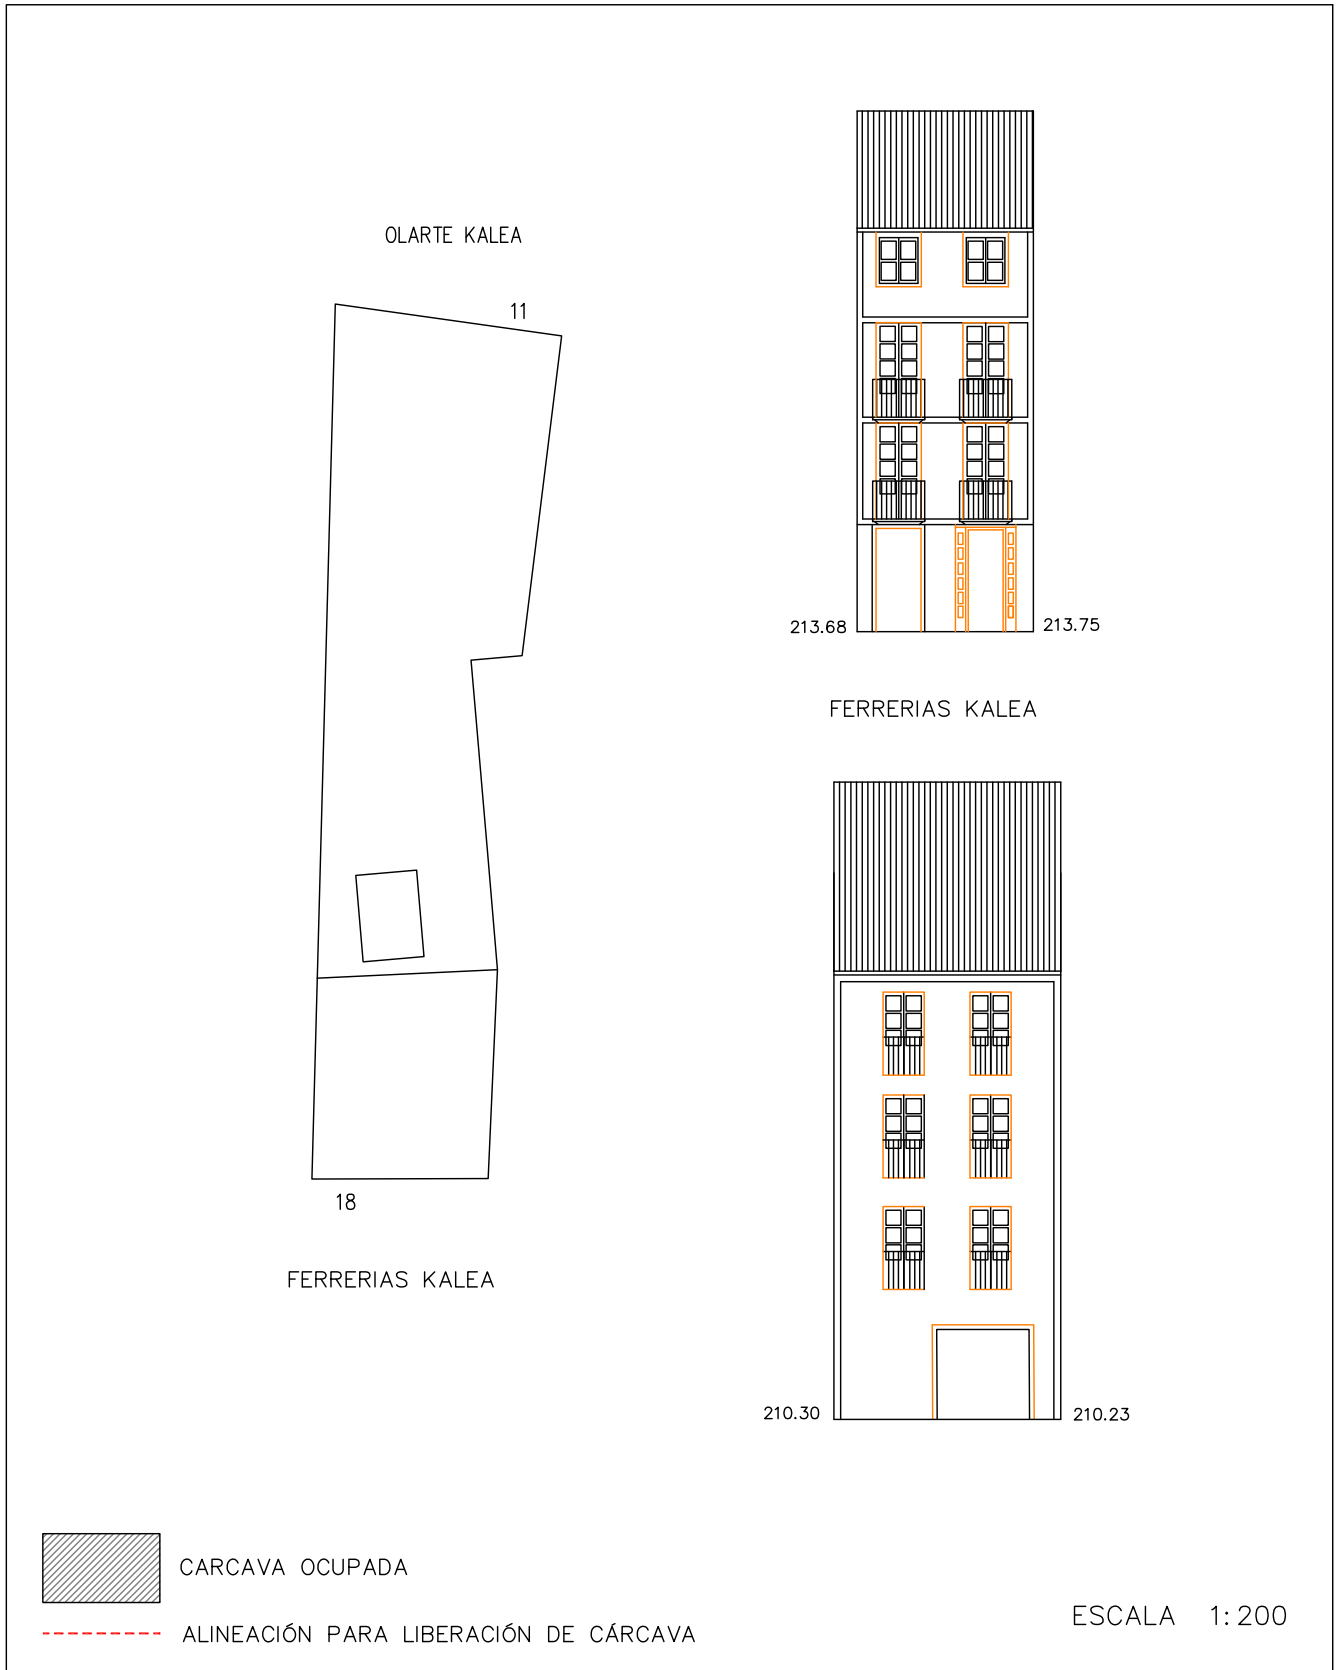 OLARTE KALEA
11
213.68
213.75
FERRERIAS KALEA
18
FERRERIAS KALEA
210.30
210.23
CARCAVA OCUPADA
ALINEACIÓN PARA LIBERACIÓN DE CÁRCAVA
ESCALA 1:200